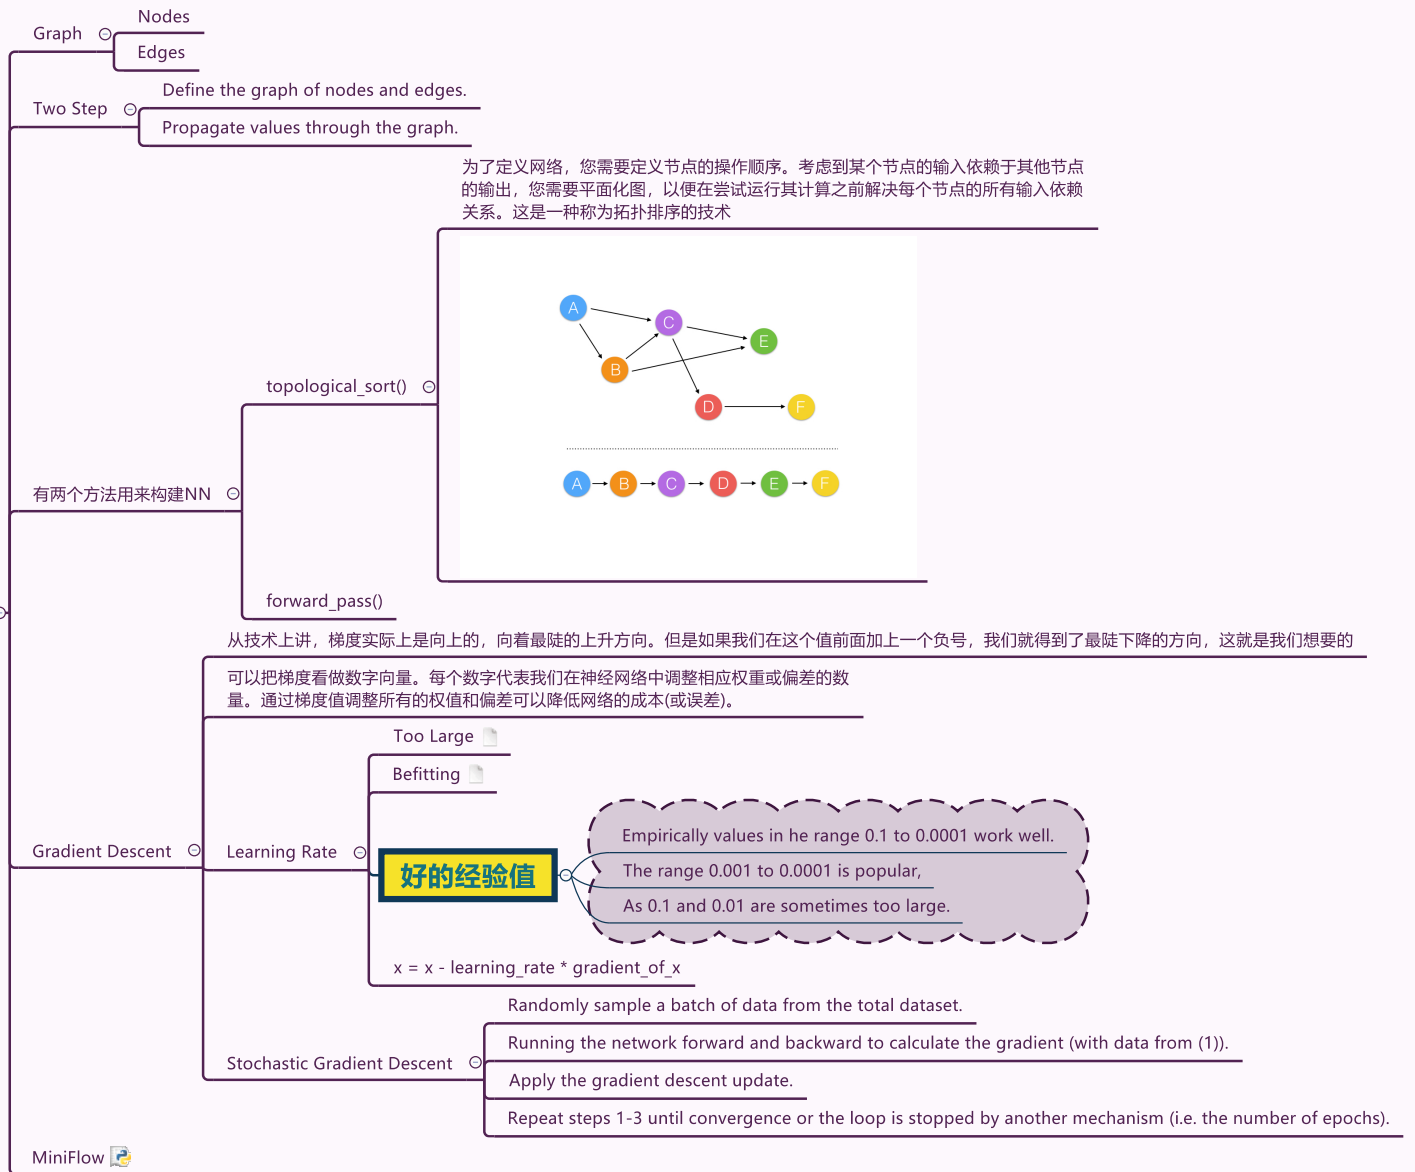 Graph
Nodes
Edges
Two Step
Define the graph of nodes and edges.
Propagate values through the graph.
有两个方法用来构建NN
topological_sort()
为了定义网络，您需要定义节点的操作顺序。考虑到某个节点的输入依赖于其他节点
的输出，您需要平面化图，以便在尝试运行其计算之前解决每个节点的所有输入依赖
关系。这是一种称为拓扑排序的技术
A
C
E
B
D
F
A B C D E F
forward_pass()
Gradient Descent
从技术上讲，梯度实际上是向上的，向着最陡的上升方向。但是如果我们在这个值前面加上一个负号，我们就得到了最陡下降的方向，这就是我们想要的
可以把梯度看做数字向量。每个数字代表我们在神经网络中调整相应权重或偏差的数
量。通过梯度值调整所有的权值和偏差可以降低网络的成本(或误差)。
Learning Rate
Too Large
Befitting
好的经验值
Empirically values in he range 0.1 to 0.0001 work well.
The range 0.001 to 0.0001 is popular,
As 0.1 and 0.01 are sometimes too large.
x = x - learning_rate * gradient_of_x
Stochastic Gradient Descent
Randomly sample a batch of data from the total dataset.
Running the network forward and backward to calculate the gradient (with data from (1)).
Apply the gradient descent update.
Repeat steps 1-3 until convergence or the loop is stopped by another mechanism (i.e. the number of epochs).
MiniFlow